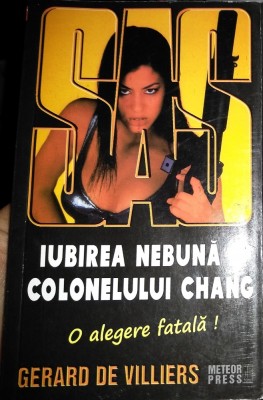 SAS
IUBIREA NEBUNĂ
COLONELULUI CHANG
O alegere fatală !
GERARD DE VILLIERS
METEOR
PRESS